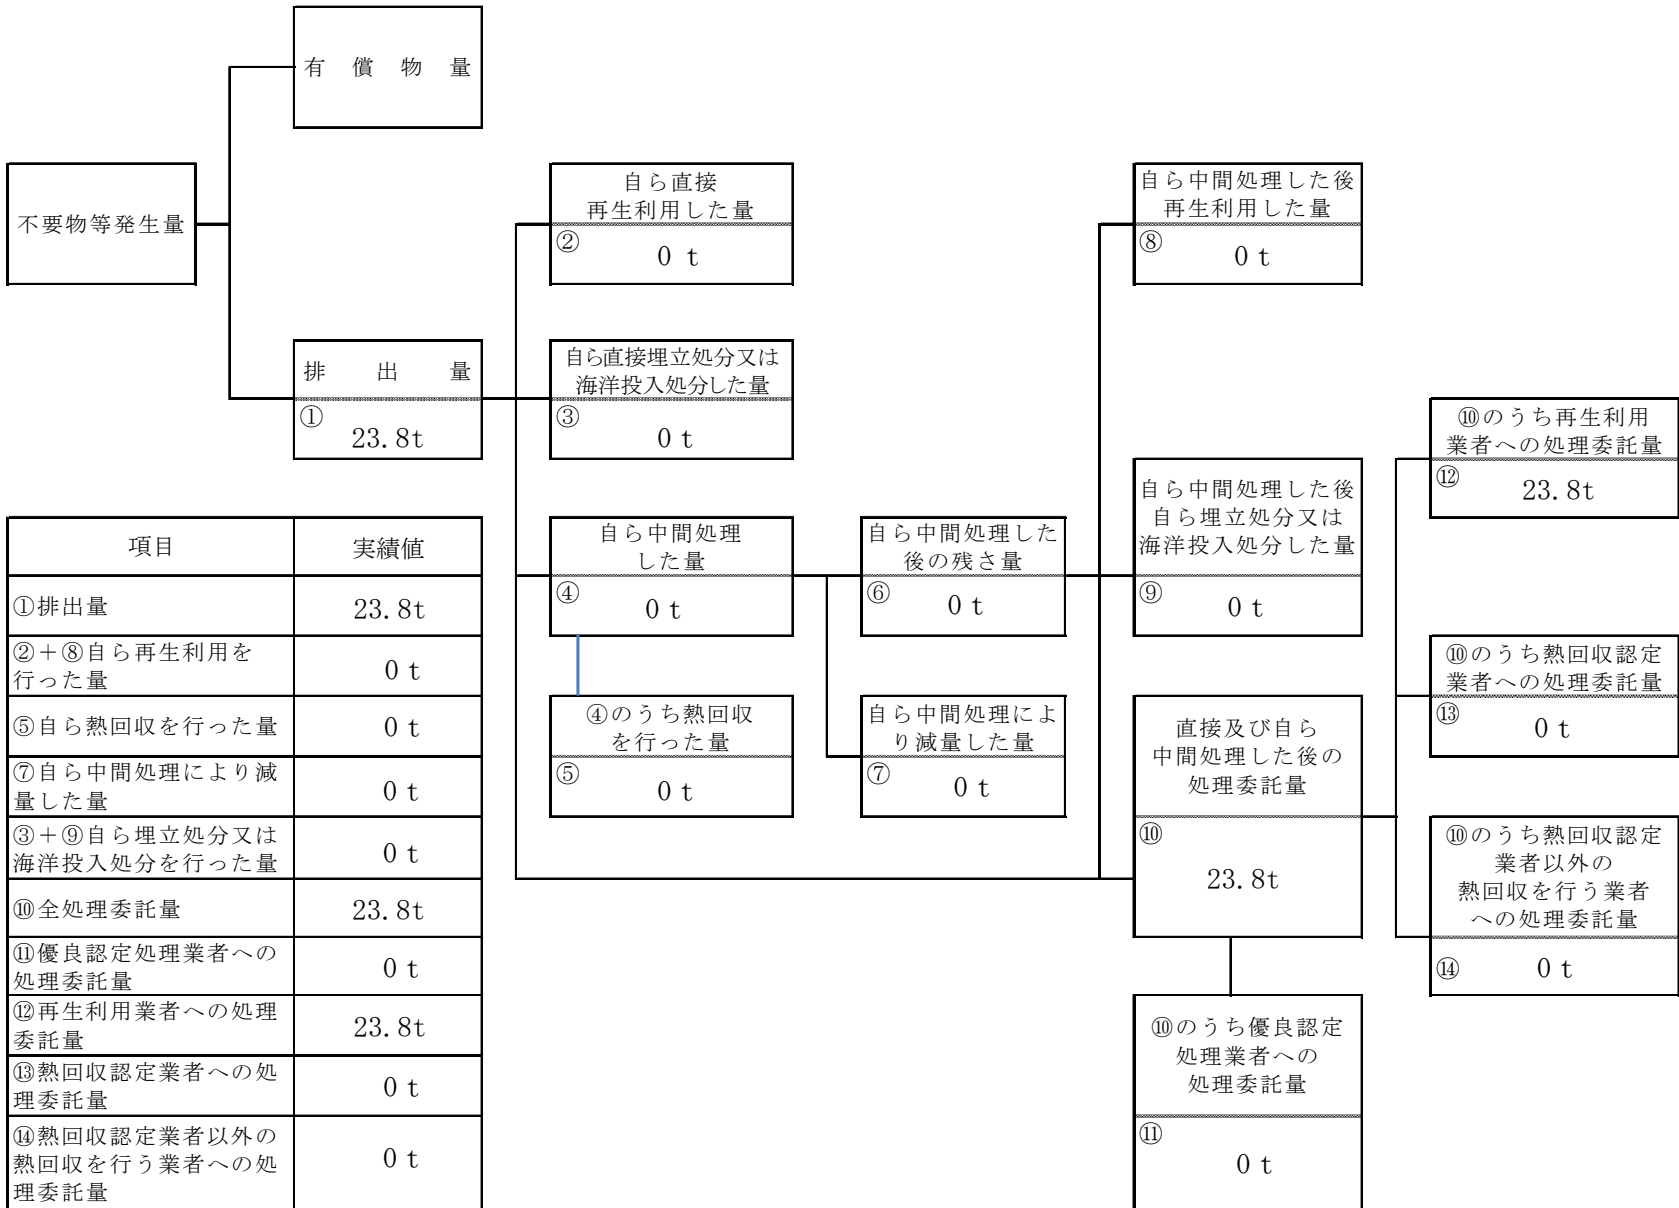 有償物量
不要物等発生量
自ら直接
再生利用した量
②
0 t
自ら中間処理した後
再生利用した量
⑧
0 t
排出量
①
23.8t
自ら直接埋立処分又は
海洋投入処分した量
③
0 t
⑩のうち再生利用
業者への処理委託量
⑫
23.8t
自ら中間処理した後
自ら埋立処分又は
海洋投入処分した量
⑨
0 t
自ら中間処理
した量
④
0 t
自ら中間処理した
後の残さ量
⑥
0 t
⑩のうち熱回収認定
業者への処理委託量
⑬
0 t
④のうち熱回収
を行った量
⑤
0 t
自ら中間処理によ
り減量した量
⑦
0 t
直接及び自ら
中間処理した後の
処理委託量
⑩
23.8t
⑩のうち熱回収認定
業者以外の
熱回収を行う業者
への処理委託量
⑭
0 t
⑩のうち優良認定
処理業者への
処理委託量
⑪
0 t
項目 実績値
①排出量 23.8t
②＋⑧自ら再生利用を
行った量
0 t
⑤自ら熱回収を行った量 0 t
⑦自ら中間処理により減
量した量
0 t
③＋⑨自ら埋立処分又は
海洋投入処分を行った量
0 t
⑩全処理委託量 23.8t
⑪優良認定処理業者への
処理委託量
0 t
⑫再生利用業者への処理
委託量
23.8t
⑬熱回収認定業者への処
理委託量
0 t
⑭熱回収認定業者以外の
熱回収を行う業者への処
理委託量
0 t